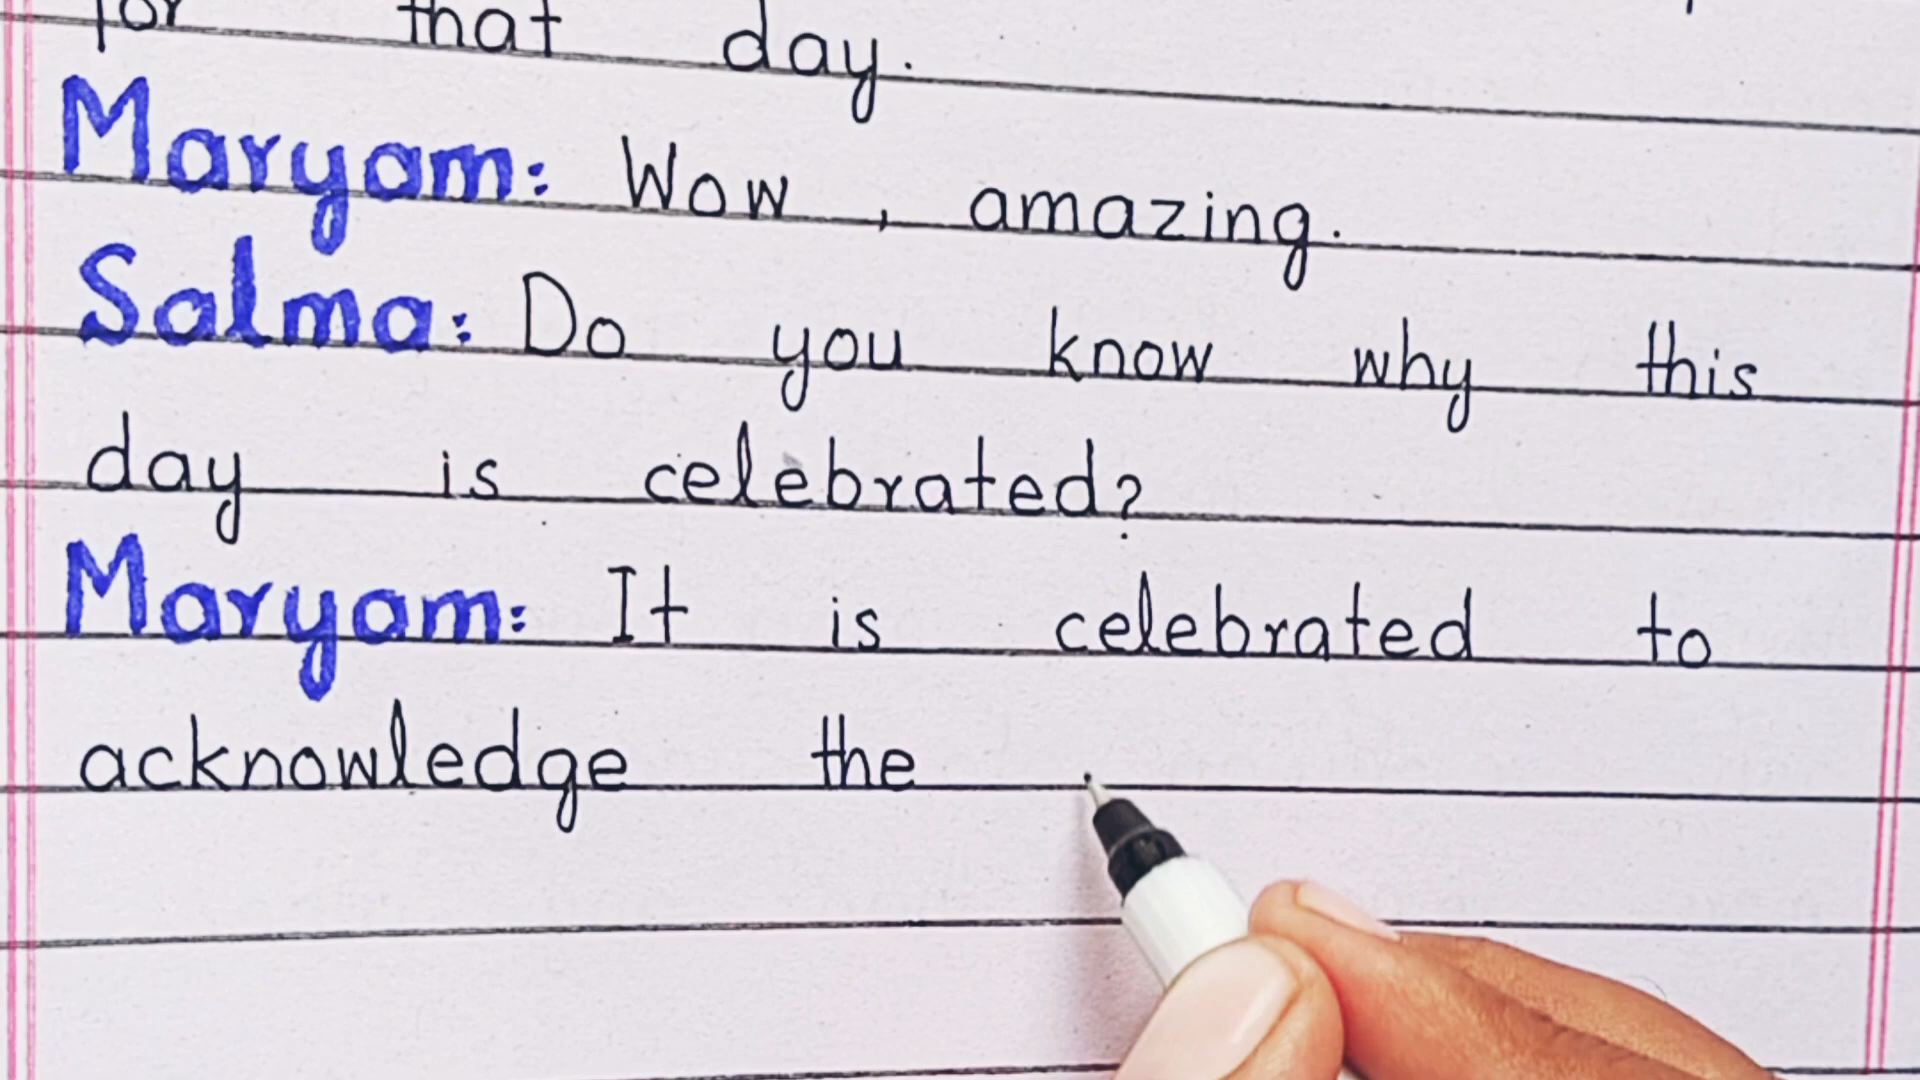 for that day.
Maryam: Wow, amazing.
Salma: Do you know why this
day is celebrated?
Maryam: It is celebrated to
acknowledge the